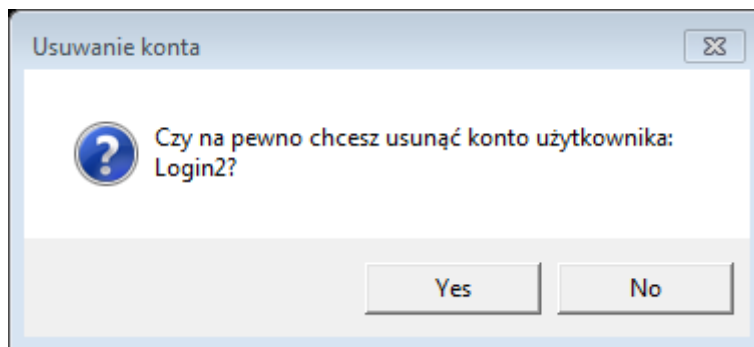 Usuwanie konta
Czy na pewno chcesz usunąć konto użytkownika:
Login2?
Yes
No